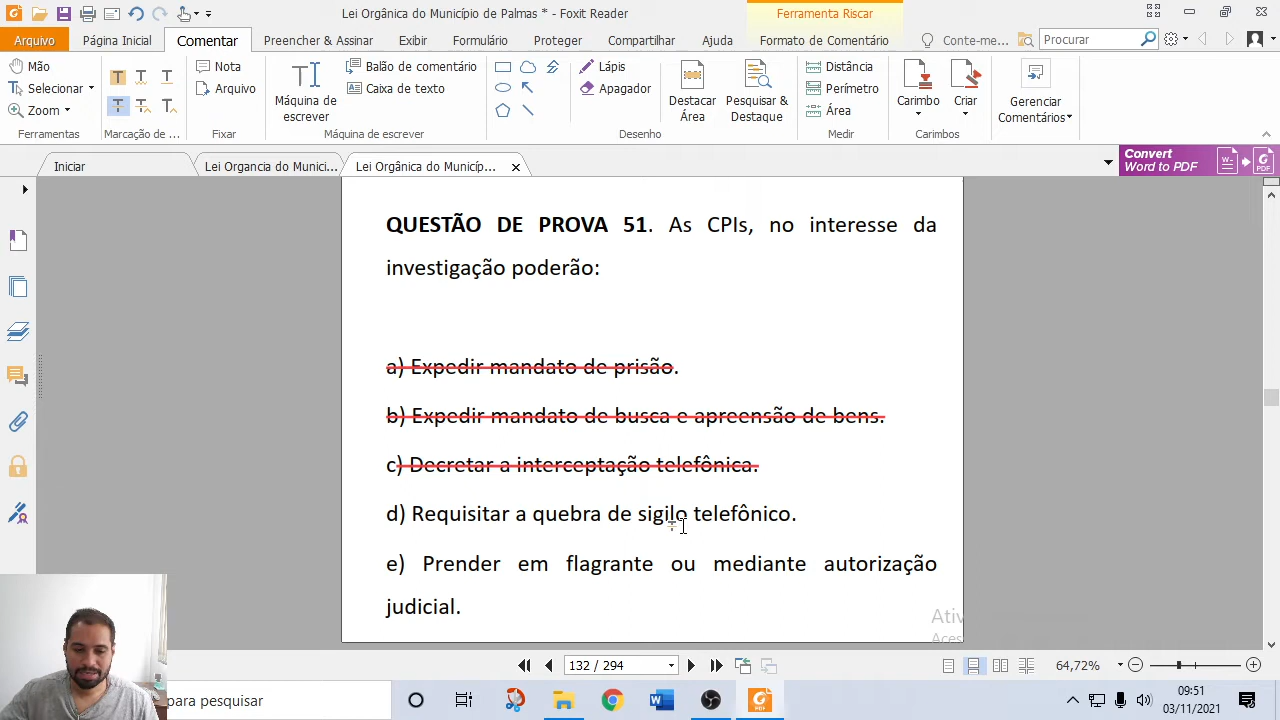 Lei Orgânica do Município de Palmas * - Foxit Reader
Ferramenta Riscar
Arquivo
Página Inicial
Comentar
Preencher & Assinar
Exibir
Formulário
Proteger
Compartilhar
Ajuda
Formato de Comentário
Conte-me...
Procurar
Mão
Selecionar
Zoom
Ferramentas
Marcação de ...
Nota
Arquivo
Fixar
Máquina de
escrever
Balão de comentário
Caixa de texto
Máquina de escrever
Lápis
Apagador
Desenho
Destacar
Área
Pesquisar &
Destaque
Distância
Perímetro
Área
Medir
Carimbo
Criar
Carimbos
Gerenciar
Comentários
Iniciar
Lei Organcia do Munici...
Lei Orgânica do Municíp...
Convert
Word to PDF
QUESTÃO DE PROVA 51. As CPIs, no interesse da
investigação poderão:
a) Expedir mandato de prisão.
b) Expedir mandato de busca e apreensão de bens.
c) Decretar a interceptação telefônica.
d) Requisitar a quebra de sigilo telefônico.
e) Prender em flagrante ou mediante autorização
judicial.
Ativ
Aces
132 / 294
64,72%
para pesquisar
09:51
03/11/2021